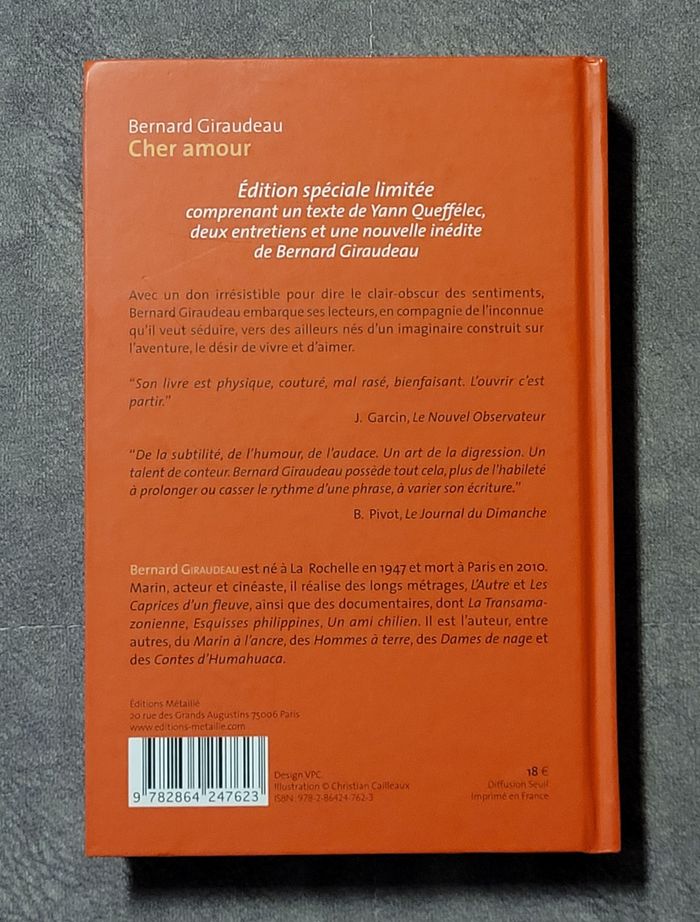 Bernard Giraudeau
Cher amour
Édition spéciale limitée
comprenant un texte de Yann Queffélec,
deux entretiens et une nouvelle inédite
de Bernard Giraudeau
Avec un don irrésistible pour dire le clair-obscur des sentiments,
Bernard Giraudeau embarque ses lecteurs, en compagnie de l'inconnue
qu'il veut séduire, vers des ailleurs nés d'un imaginaire construit sur
l'aventure, le désir de vivre et d'aimer.
“Son livre est physique, couturé, mal rasé, bienfaisant. L'ouvrir c'est
partir.”
J. Garcin, Le Nouvel Observateur
“De la subtilité, de l'humour, de l'audace. Un art de la digression. Un
talent de conteur. Bernard Giraudeau possède tout cela, plus de l'habileté
à prolonger ou casser le rythme d'une phrase, à varier son écriture.”
B. Pivot, Le Journal du Dimanche
Bernard GIRAUDEAU est né à La Rochelle en 1947 et mort à Paris en 2010.
Marin, acteur et cinéaste, il réalise des longs métrages, L'Autre et Les
Caprices d'un fleuve, ainsi que des documentaires, dont La Transama-
zonienne, Esquisses philippines, Un ami chilien. Il est l'auteur, entre
autres, du Marin à l'ancre, des Hommes à terre, des Dames de nage et
des Contes d'Humahuaca.
Éditions Métailié
20 rue des Grands Augustins 75006 Paris
www.editions-metailie.com
9 782864 247623
Design VPC.
Illustration © Christian Cailleaux
ISBN: 978-2-86424-762-3
18 €
Diffusion Seuil
Imprimé en France